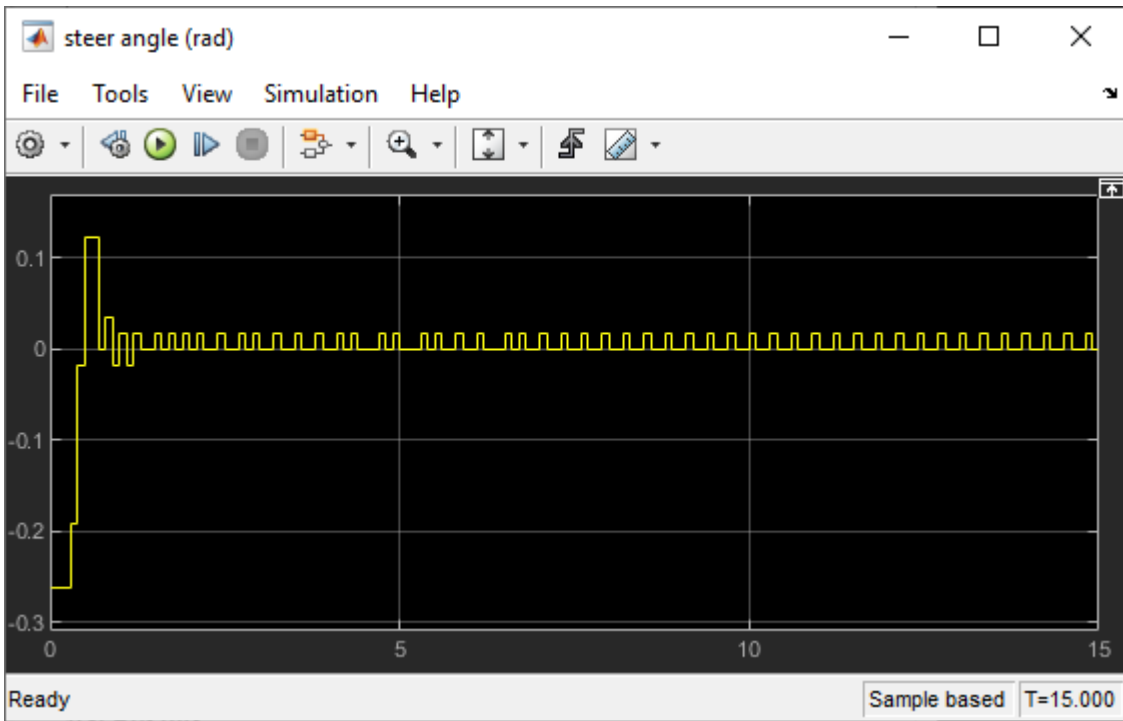 steer angle (rad)
File Tools View Simulation Help
0.1
0
-0.1
-0.2
-0.3
0 5 10 15
Ready Sample based T=15.000